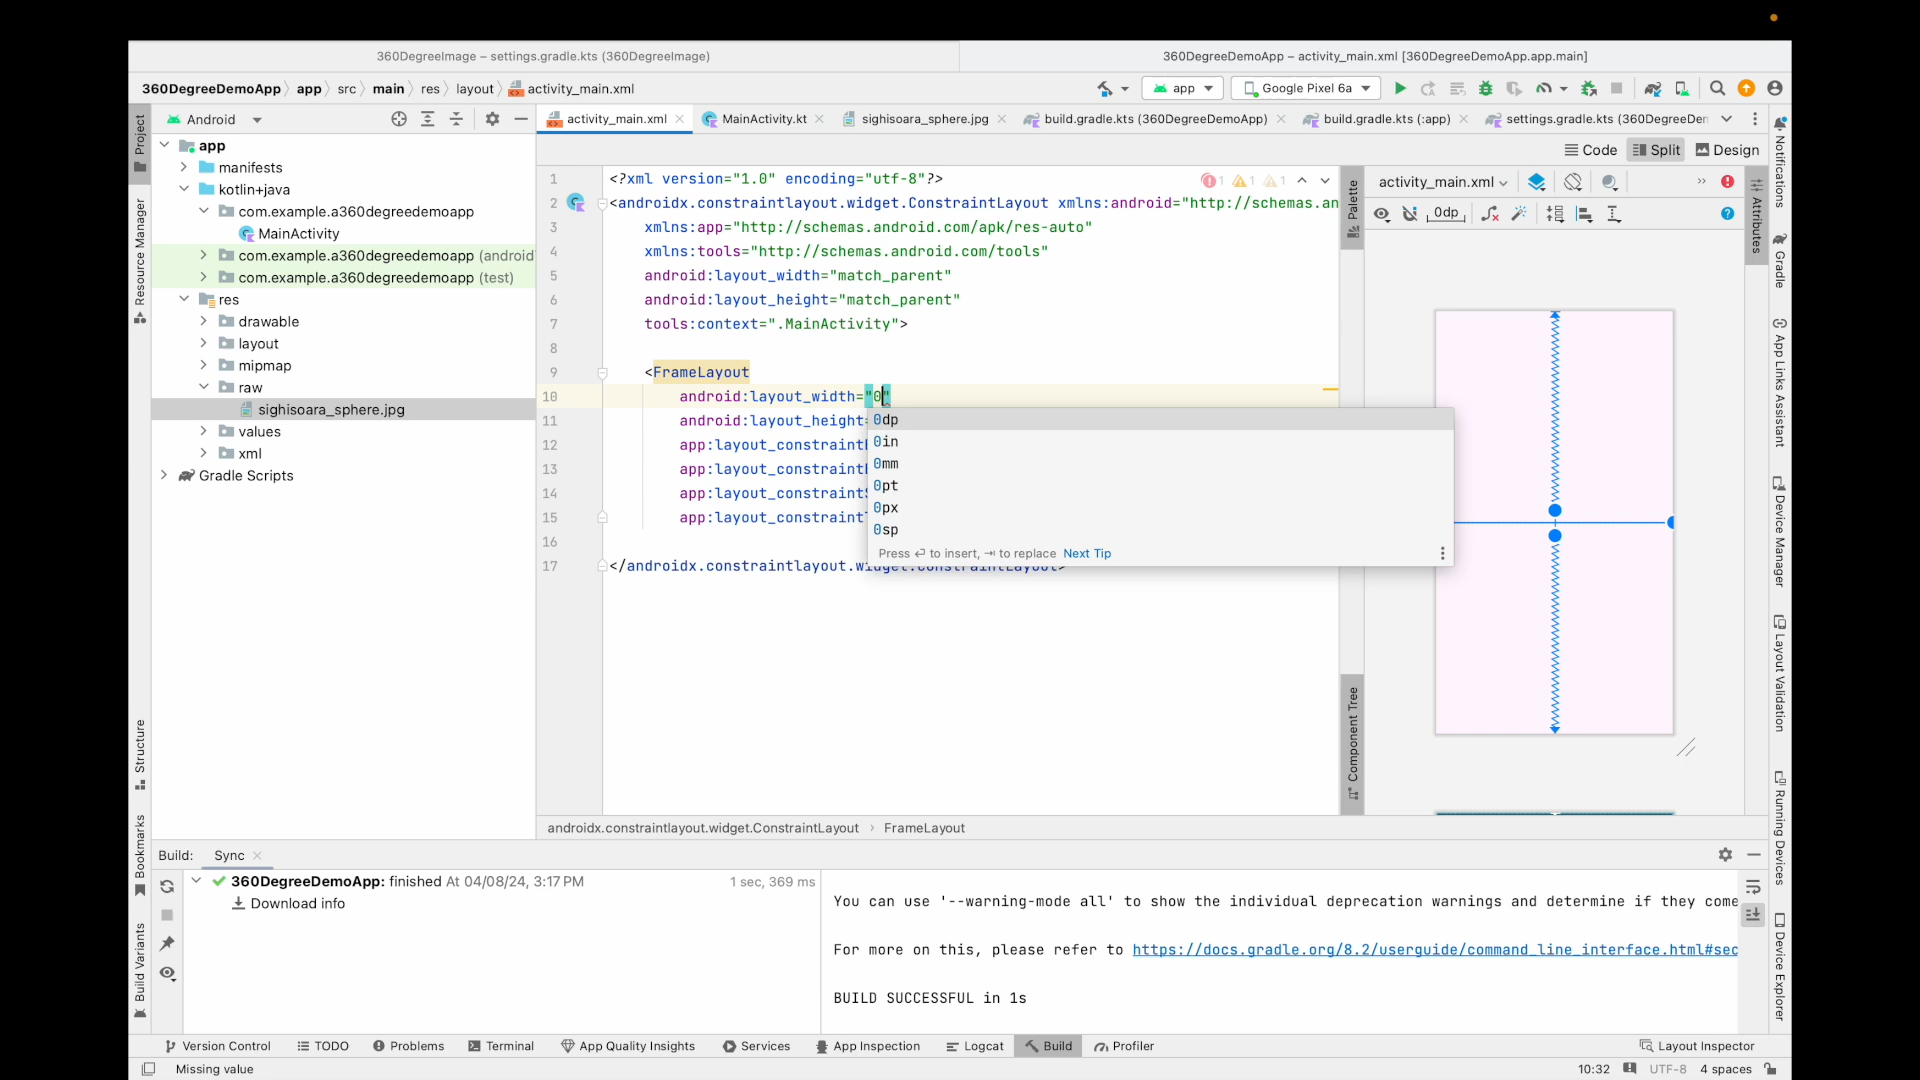 360DegreeImage – settings.gradle.kts (360DegreeImage)
360DegreeDemoApp – activity_main.xml [360DegreeDemoApp.app.main]
360DegreeDemoApp app src main res layout activity_main.xml
app
Google Pixel 6a
Project
Android
activity_main.xml
MainActivity.kt
sighisoara_sphere.jpg
build.gradle.kts (360DegreeDemoApp)
build.gradle.kts (:app)
settings.gradle.kts (360DegreeDen
Code
Split
Design
app
manifests
kotlin+java
com.example.a360degreedemoapp
MainActivity
com.example.a360degreedemoapp (android
com.example.a360degreedemoapp (test)
res
drawable
layout
mipmap
raw
sighisoara_sphere.jpg
values
xml
Gradle Scripts
Resource Manager
Structure
Bookmarks
Build Variants
1 <?xml version="1.0" encoding="utf-8"?>
1 1 1
2 <androidx.constraintlayout.widget.ConstraintLayout xmlns:android="http://schemas.an
3 xmlns:app="http://schemas.android.com/apk/res-auto"
4 xmlns:tools="http://schemas.android.com/tools"
5 android:layout_width="match_parent"
6 android:layout_height="match_parent"
7 tools:context=".MainActivity">
8
9 <FrameLayout
10 android:layout_width="0"
11 android:layout_height=
12 app:layout_constraint
13 app:layout_constraint
14 app:layout_constraint
15 app:layout_constraint
16
17 </androidx.constraintlayout.widget.ConstraintLayout>
0dp
0in
0mm
0pt
0px
0sp
Press ↵ to insert, ⇥ to replace Next Tip
Palette
Component Tree
activity_main.xml
0dp
Attributes
Notifications
Gradle
App Links Assistant
Device Manager
Layout Validation
Running Devices
Device Explorer
androidx.constraintlayout.widget.ConstraintLayout › FrameLayout
Build: Sync
360DegreeDemoApp: finished At 04/08/24, 3:17 PM 1 sec, 369 ms
Download info
You can use '--warning-mode all' to show the individual deprecation warnings and determine if they come
For more on this, please refer to https://docs.gradle.org/8.2/userguide/command_line_interface.html#sec
BUILD SUCCESSFUL in 1s
Version Control
TODO
Problems
Terminal
App Quality Insights
Services
App Inspection
Logcat
Build
Profiler
Layout Inspector
Missing value
10:32 UTF-8 4 spaces